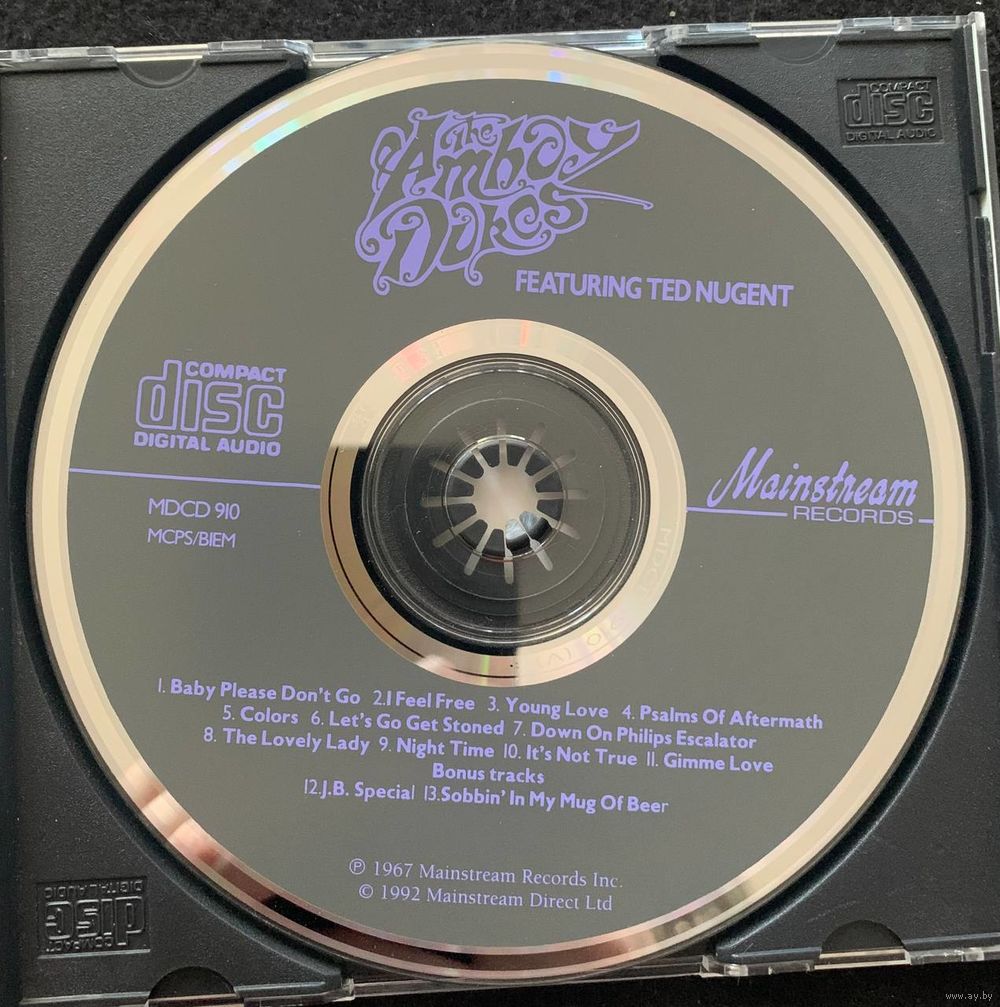 COMPACT
disc
DIGITAL AUDIO
The
Amboy
Dukes
FEATURING TED NUGENT
COMPACT
disc
DIGITAL AUDIO
Mainstream
RECORDS
MDCD 910
MCPS/BIEM
1. Baby Please Don't Go 2.I Feel Free 3. Young Love 4. Psalms Of Aftermath
5. Colors 6. Let's Go Get Stoned 7. Down On Philips Escalator
8. The Lovely Lady 9. Night Time 10. It's Not True 11. Gimme Love
Bonus tracks
12.J.B. Special 13.Sobbin' In My Mug Of Beer
℗ 1967 Mainstream Records Inc.
© 1992 Mainstream Direct Ltd
COMPACT
disc
DIGITAL AUDIO
www.ay.by